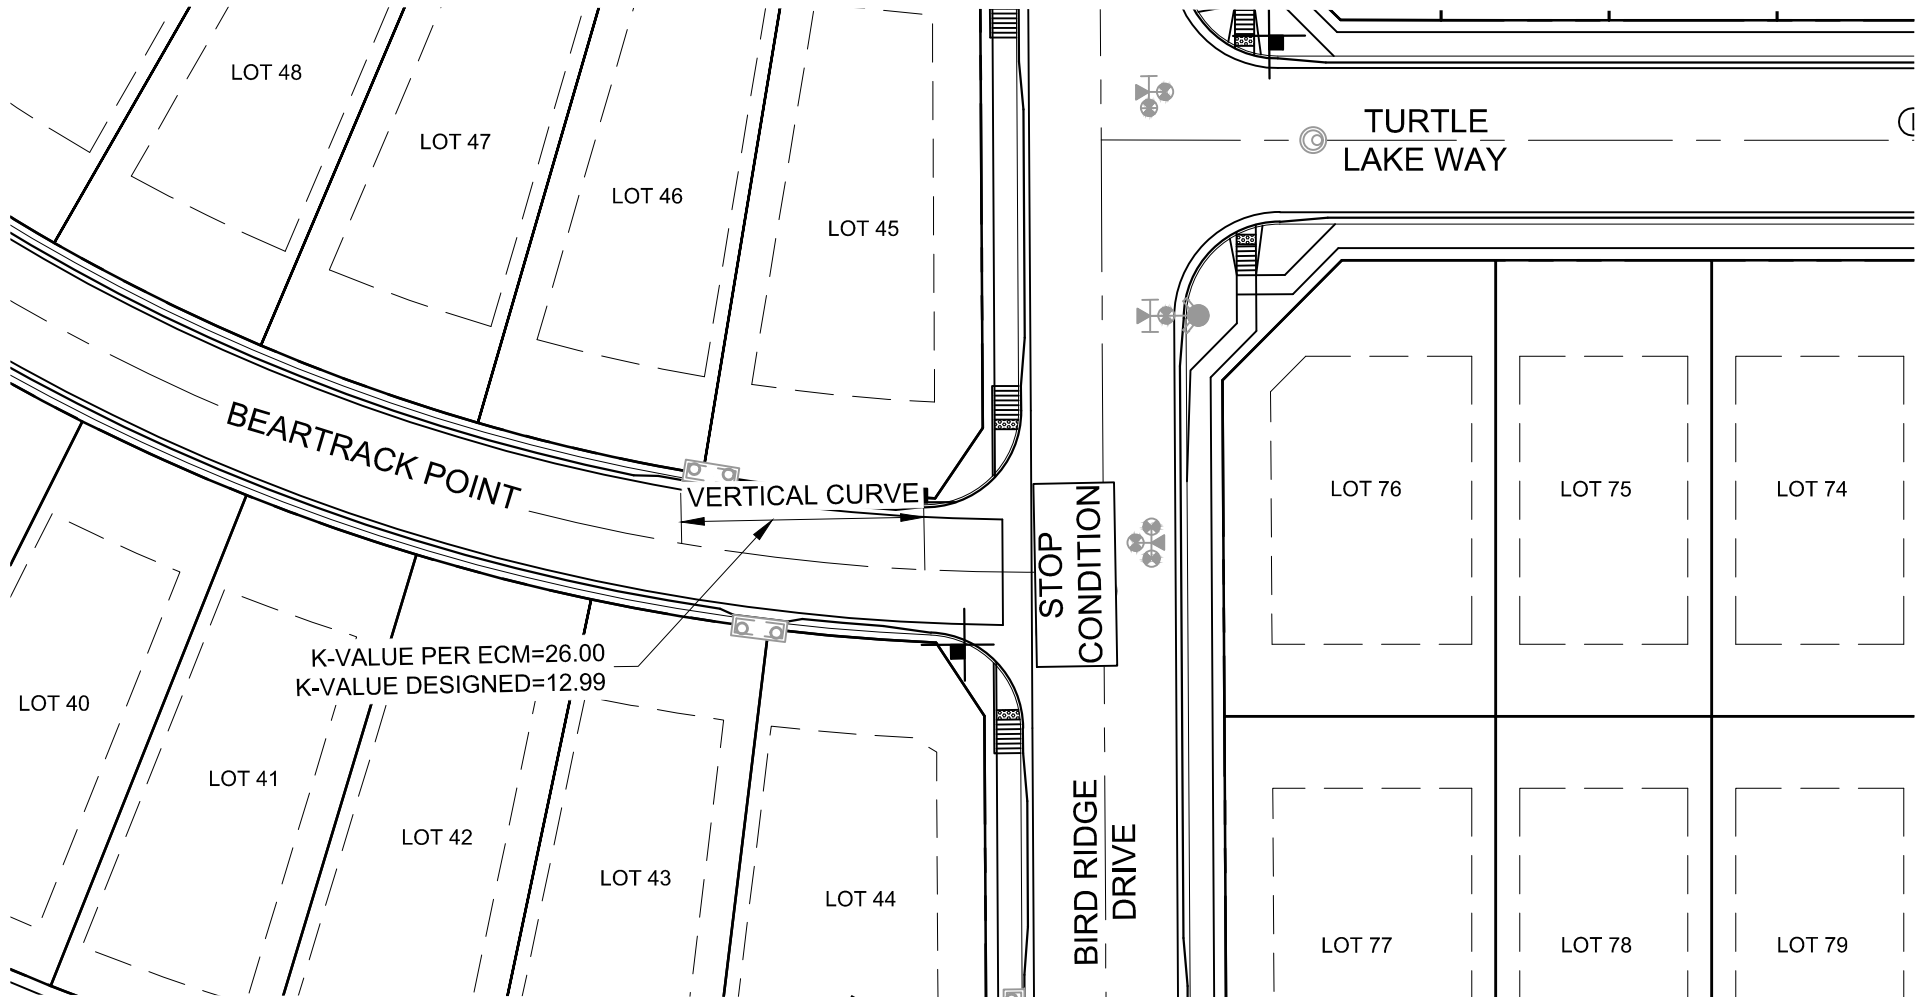 LOT 48
LOT 47
LOT 46
LOT 45
TURTLE
LAKE WAY
BEARTRACK POINT
VERTICAL CURVE
STOP
CONDITION
LOT 76
LOT 75
LOT 74
K-VALUE PER ECM=26.00
K-VALUE DESIGNED=12.99
LOT 40
LOT 41
LOT 42
LOT 43
LOT 44
BIRD RIDGE
DRIVE
LOT 77
LOT 78
LOT 79